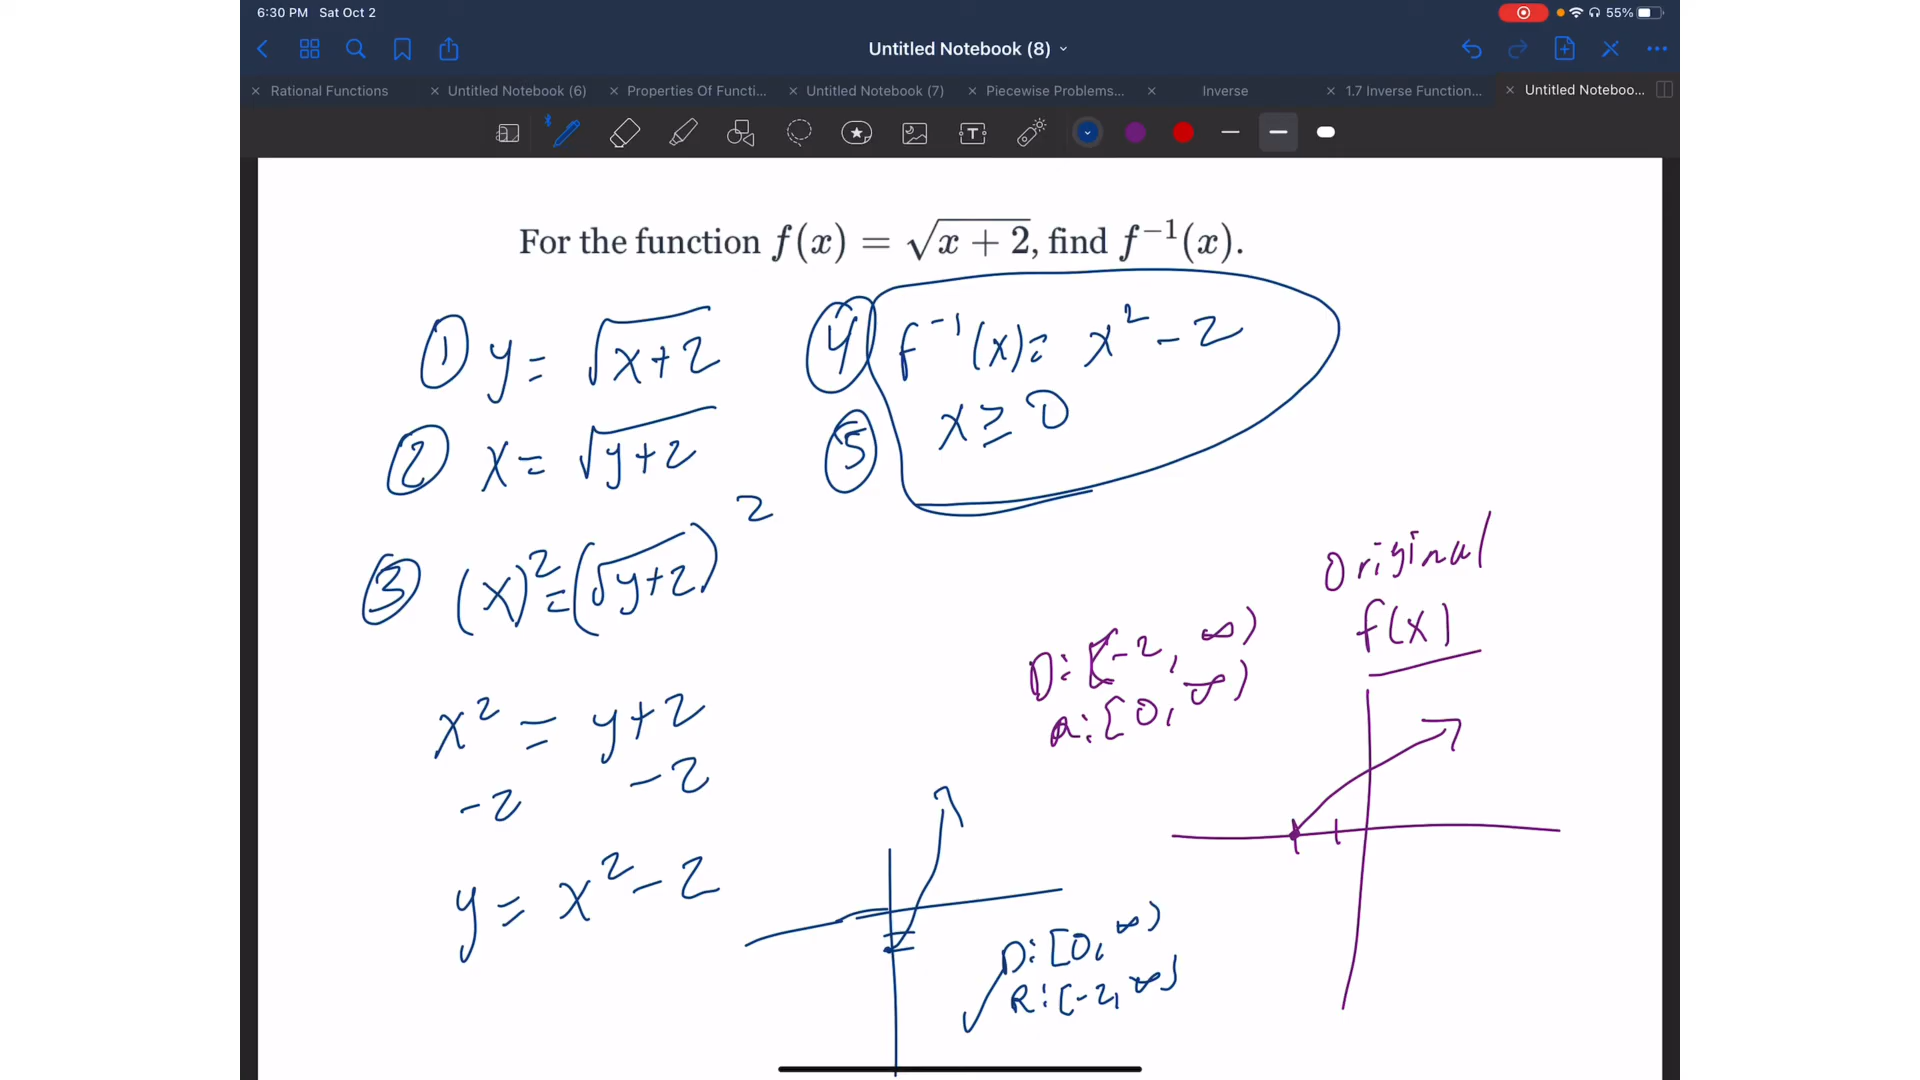 6:30 PM Sat Oct 2
55%
Untitled Notebook (8)
Rational Functions
Untitled Notebook (6)
Properties Of Functi...
Untitled Notebook (7)
Piecewise Problems...
Inverse
1.7 Inverse Function...
Untitled Noteboo...
For the function f(x) = √(x + 2), find f⁻¹(x).
① y = √(x+2)
② x = √(y+2)
③ (x)² = (√(y+2))²
x² = y+2
-2 -2
y = x² - 2
④ f⁻¹(x) = x² - 2
⑤ x ≥ 0
Original
f(x)
D: [-2, ∞)
R: [0, ∞)
D: [0, ∞)
R: [-2, ∞)